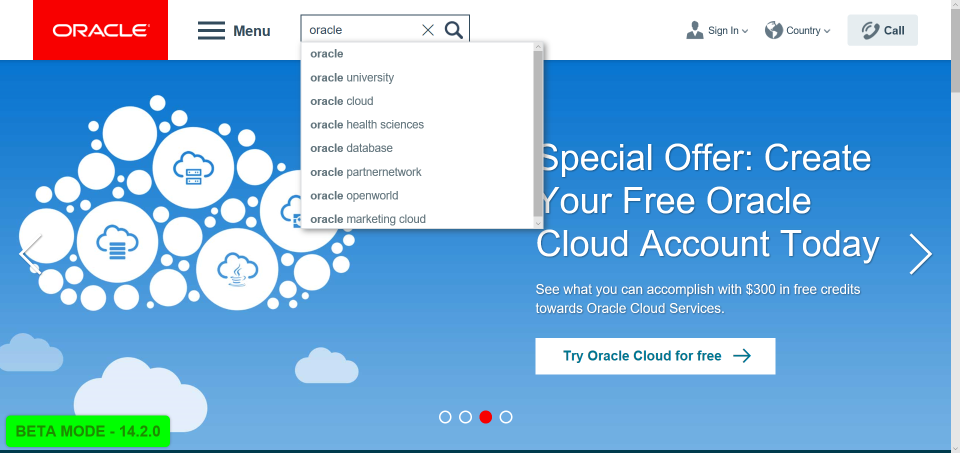 ORACLE
Menu
oracle
Sign In
Country
Call
oracle
oracle university
oracle cloud
oracle health sciences
oracle database
oracle partnernetwork
oracle openworld
oracle marketing cloud
Special Offer: Create
Your Free Oracle
Cloud Account Today
See what you can accomplish with $300 in free credits
towards Oracle Cloud Services.
Try Oracle Cloud for free
BETA MODE - 14.2.0